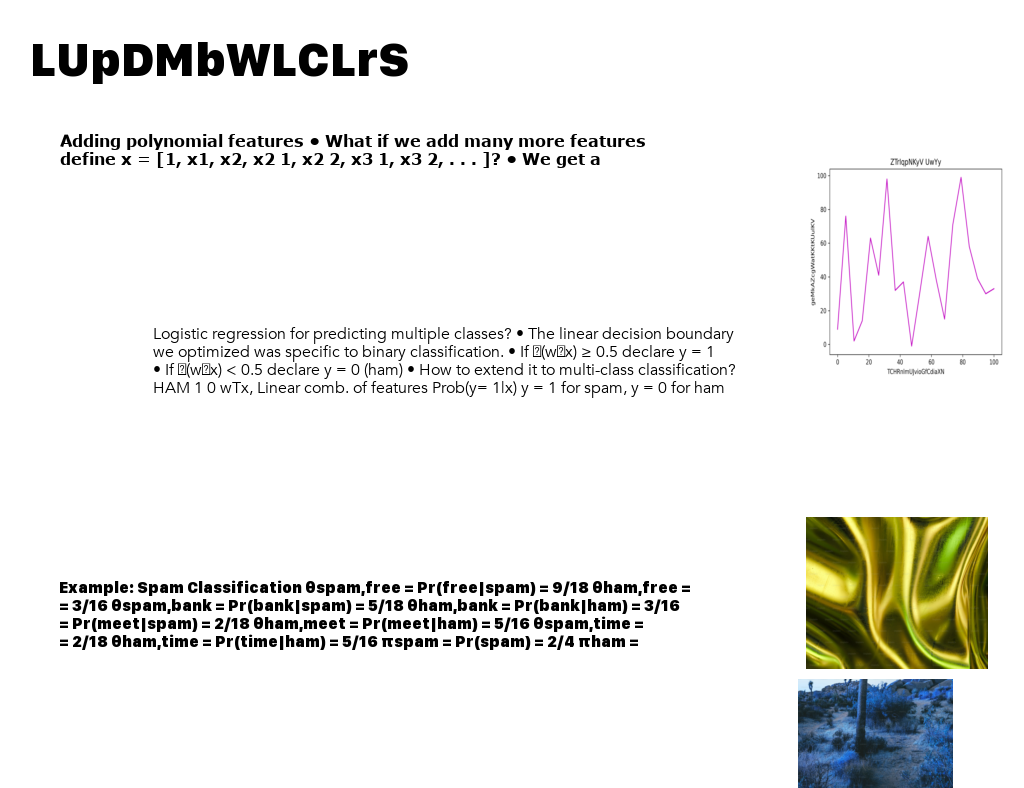 LUpDMbWLCLrS
Adding polynomial features • What if we add many more features
define x = [1, x1, x2, x2 1, x2 2, x3 1, x3 2, . . . ]? • We get a
ZTrIqpNKyV UwYy
100
80
60
40
20
0
0 20 40 60 80 100
Logistic regression for predicting multiple classes? • The linear decision boundary
we optimized was specific to binary classification. • If (wx) ≥ 0.5 declare y = 1
• If (wx) < 0.5 declare y = 0 (ham) • How to extend it to multi-class classification?
HAM 1 0 wTx, Linear comb. of features Prob(y= 1|x) y = 1 for spam, y = 0 for ham
Example: Spam Classification θspam,free = Pr(free|spam) = 9/18 θham,free =
= 3/16 θspam,bank = Pr(bank|spam) = 5/18 θham,bank = Pr(bank|ham) = 3/16
= Pr(meet|spam) = 2/18 θham,meet = Pr(meet|ham) = 5/16 θspam,time =
= 2/18 θham,time = Pr(time|ham) = 5/16 πspam = Pr(spam) = 2/4 πham =